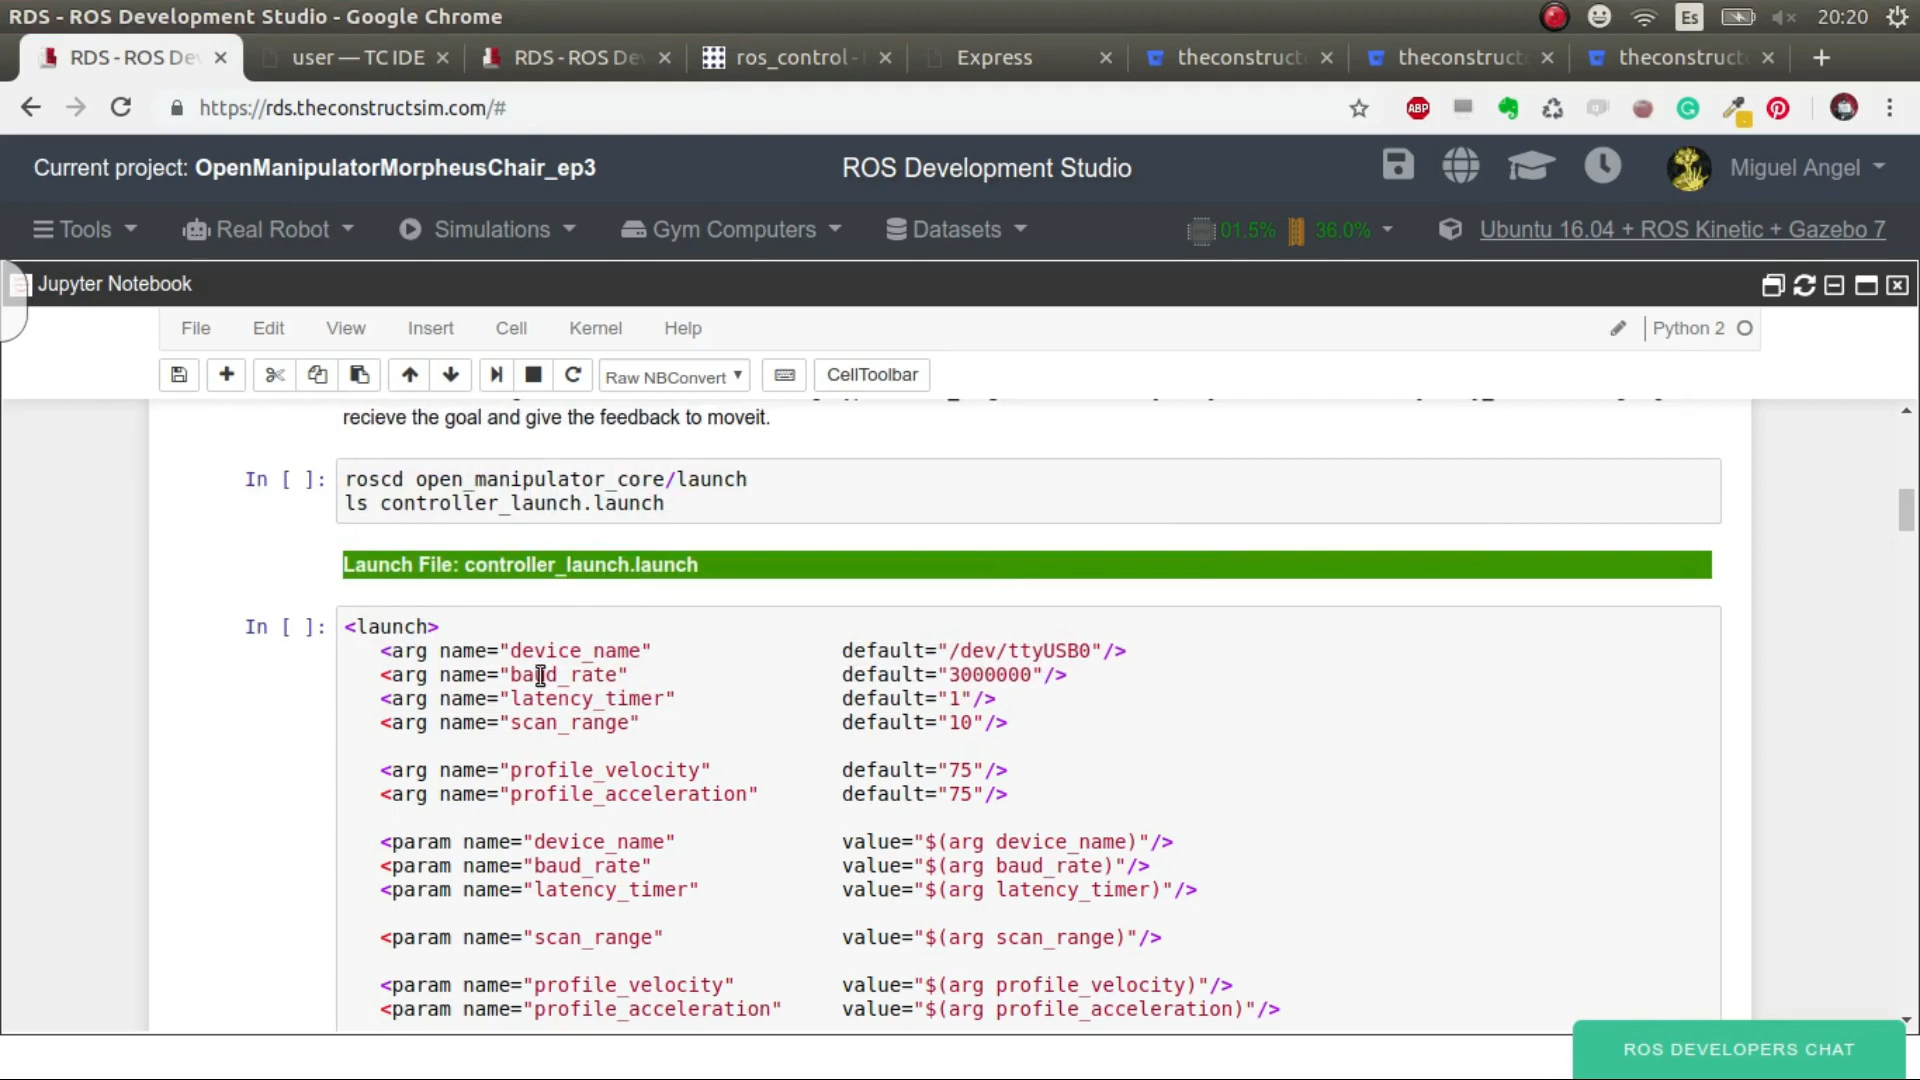 RDS - ROS Development Studio - Google Chrome
Es
20:20
RDS - ROS De
user — TC IDE
RDS - ROS De
ros_control -
Express
theconstruct
theconstruct
theconstruct
https://rds.theconstructsim.com/#
ABP
Current project: OpenManipulatorMorpheusChair_ep3
ROS Development Studio
Miguel Angel
Tools
Real Robot
Simulations
Gym Computers
Datasets
01.5%
36.0%
Ubuntu 16.04 + ROS Kinetic + Gazebo 7
Jupyter Notebook
File Edit View Insert Cell Kernel Help
Python 2
Raw NBConvert
CellToolbar
recieve the goal and give the feedback to moveit.
In [ ]:
roscd open_manipulator_core/launch
ls controller_launch.launch
Launch File: controller_launch.launch
In [ ]:
<launch>
<arg name="device_name" default="/dev/ttyUSB0"/>
<arg name="baud_rate" default="3000000"/>
<arg name="latency_timer" default="1"/>
<arg name="scan_range" default="10"/>
<arg name="profile_velocity" default="75"/>
<arg name="profile_acceleration" default="75"/>
<param name="device_name" value="$(arg device_name)"/>
<param name="baud_rate" value="$(arg baud_rate)"/>
<param name="latency_timer" value="$(arg latency_timer)"/>
<param name="scan_range" value="$(arg scan_range)"/>
<param name="profile_velocity" value="$(arg profile_velocity)"/>
<param name="profile_acceleration" value="$(arg profile_acceleration)"/>
ROS DEVELOPERS CHAT